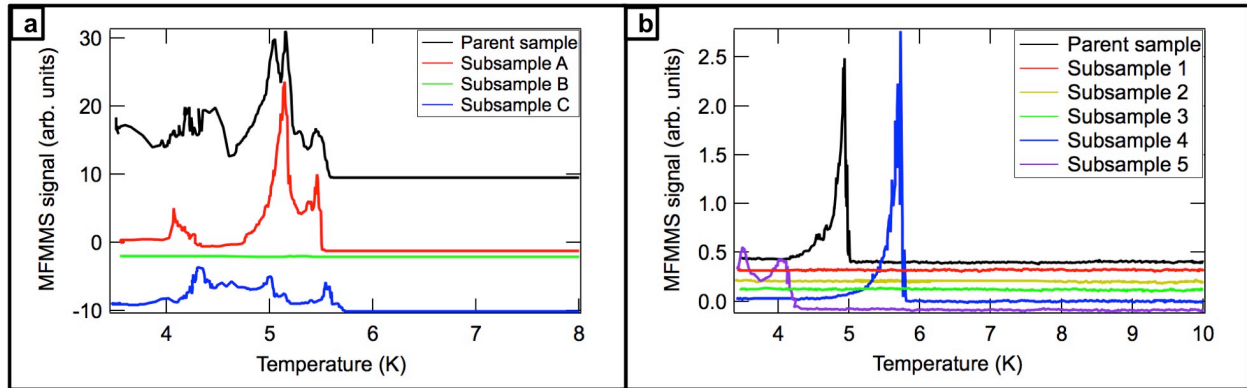 a
MFMMS signal (arb. units)
30
20
10
0
-10
Parent sample
Subsample A
Subsample B
Subsample C
4
5
6
7
8
Temperature (K)
b
MFMMS signal (arb. units)
2.5
2.0
1.5
1.0
0.5
0.0
Parent sample
Subsample 1
Subsample 2
Subsample 3
Subsample 4
Subsample 5
4
5
6
7
8
9
10
Temperature (K)